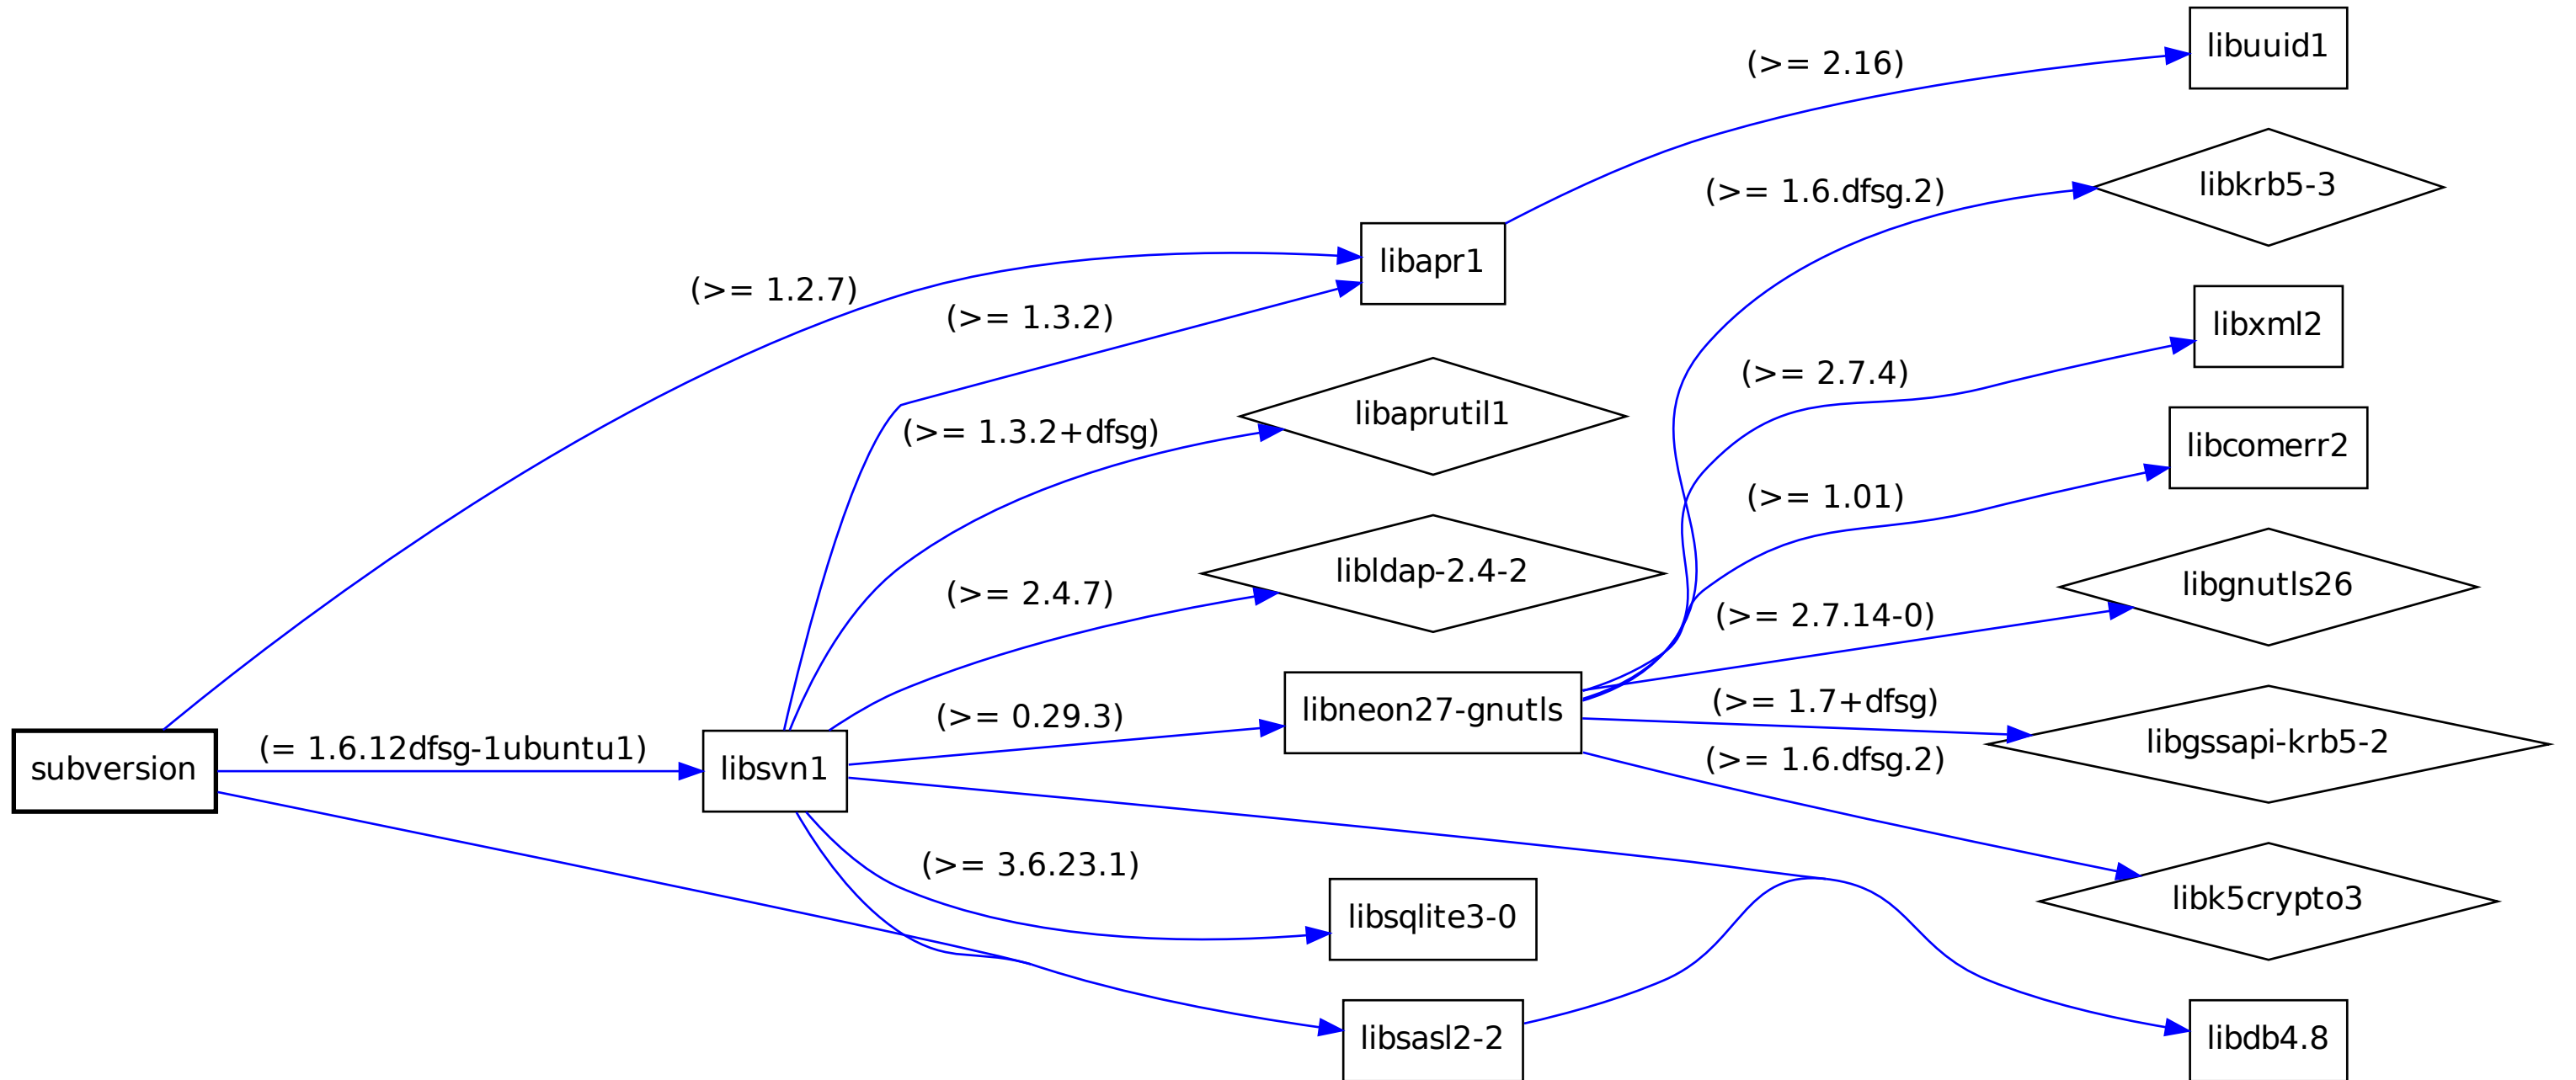 libuuid1
(>= 2.16)
(>= 1.6.dfsg.2)
libkrb5-3
libapr1
(>= 1.2.7)
(>= 1.3.2)
libxml2
(>= 2.7.4)
libaprutil1
(>= 1.3.2+dfsg)
libcomerr2
(>= 1.01)
libldap-2.4-2
(>= 2.4.7)
libgnutls26
(>= 2.7.14-0)
libneon27-gnutls
(>= 1.7+dfsg)
(>= 0.29.3)
libgssapi-krb5-2
(= 1.6.12dfsg-1ubuntu1)
(>= 1.6.dfsg.2)
subversion
libsvn1
(>= 3.6.23.1)
libk5crypto3
libsqlite3-0
libsasl2-2
libdb4.8